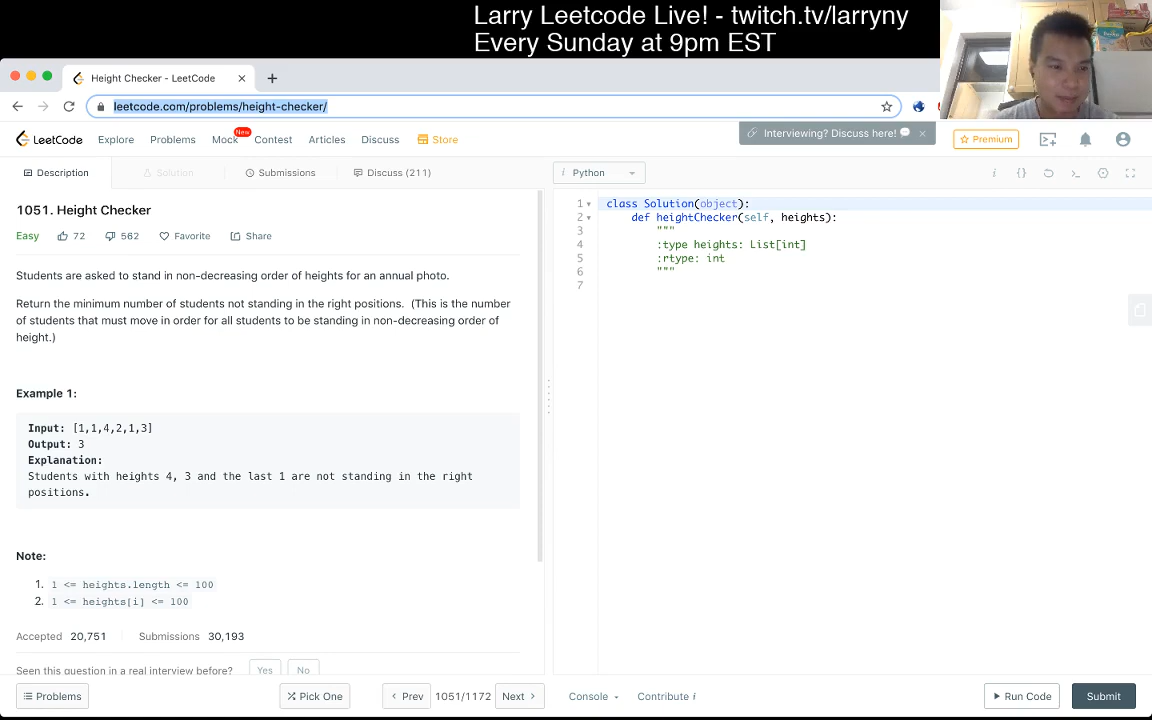 Larry Leetcode Live! - twitch.tv/larryny
Every Sunday at 9pm EST
Height Checker - LeetCode
leetcode.com/problems/height-checker/
LeetCode Explore Problems Mock New Contest Articles Discuss Store
Interviewing? Discuss here!
Premium
Description Solution Submissions Discuss (211)
Python
1051. Height Checker
Easy 72 562 Favorite Share
Students are asked to stand in non-decreasing order of heights for an annual photo.
Return the minimum number of students not standing in the right positions. (This is the number
of students that must move in order for all students to be standing in non-decreasing order of
height.)
Example 1:
Input: [1,1,4,2,1,3]
Output: 3
Explanation:
Students with heights 4, 3 and the last 1 are not standing in the right
positions.
Note:
1. 1 <= heights.length <= 100
2. 1 <= heights[i] <= 100
Accepted 20,751 Submissions 30,193
Seen this question in a real interview before? Yes No
1 class Solution(object):
2 def heightChecker(self, heights):
3 """
4 :type heights: List[int]
5 :rtype: int
6 """
7
Problems Pick One Prev 1051/1172 Next Console Contribute i Run Code Submit